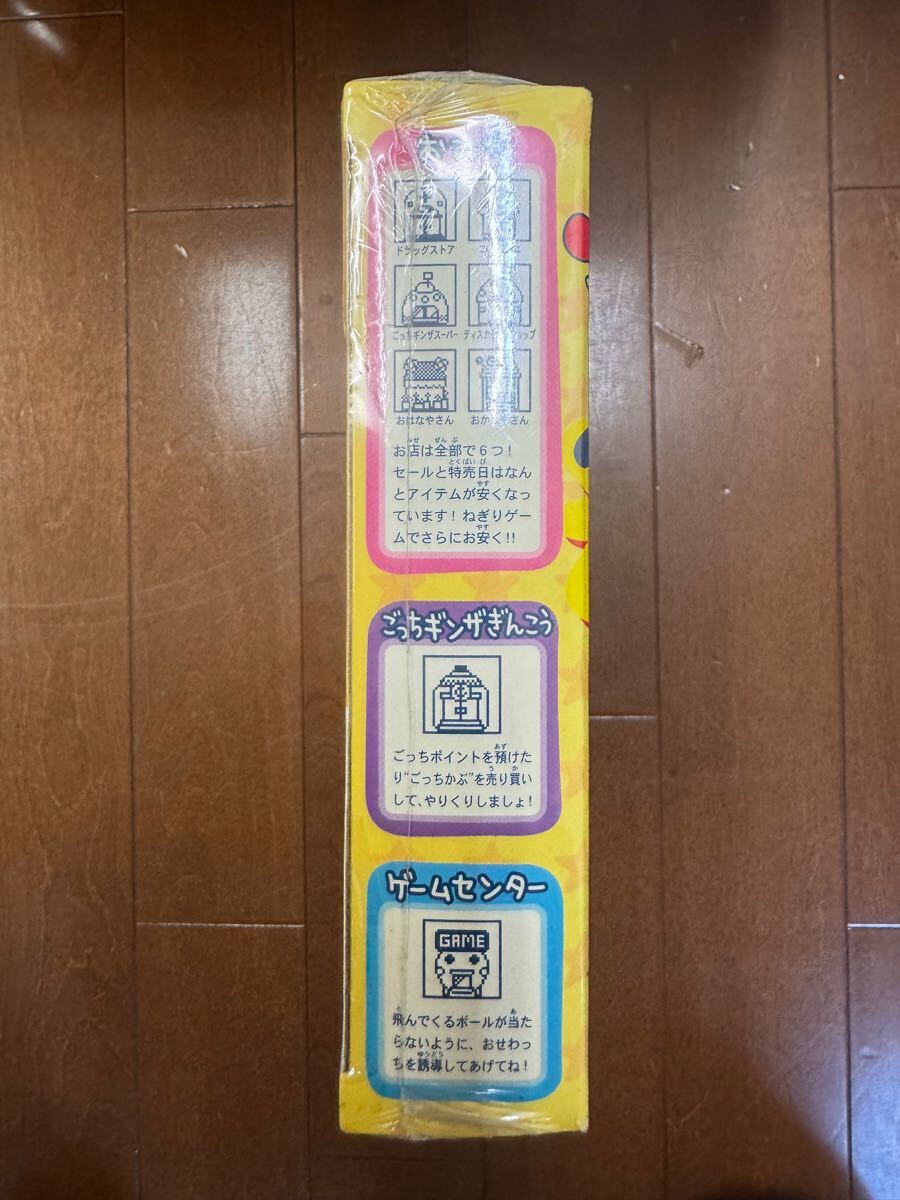 ドラッグストア
ごっちギンザスーパー
おはなやさん
お店は全部で6つ!
セールと特売日はなん
とアイテムが安くなっ
ています!ねぎりゲー
ムでさらにお安く!!
ごっちギンザぎんこう
ごっちポイントを預けた
り"ごっちかぶ"を売り買い
して、やりくりしましょ!
ゲームセンター
GAME
飛んでくるボールが当た
らないように、おせわっ
ちを誘導してあげてね!